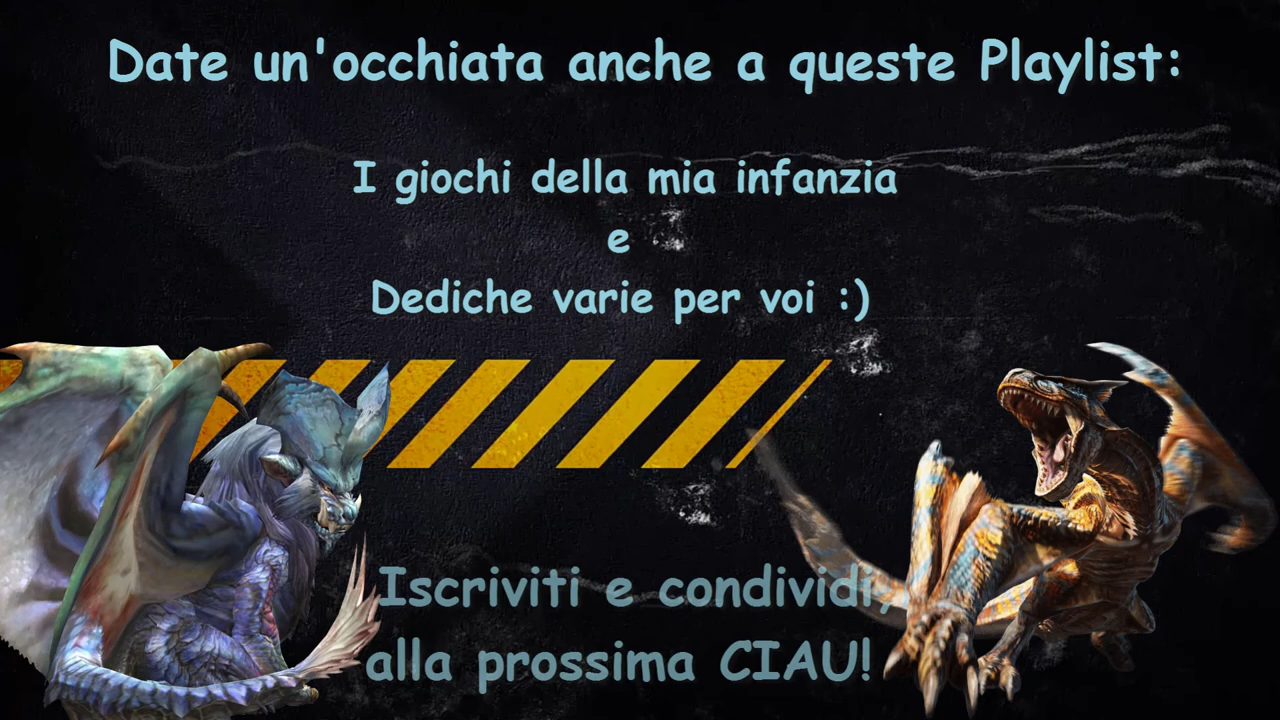 Date un'occhiata anche a queste Playlist:
I giochi della mia infanzia
e
Dediche varie per voi :)
Iscriviti e condividi,
alla prossima CIAU!